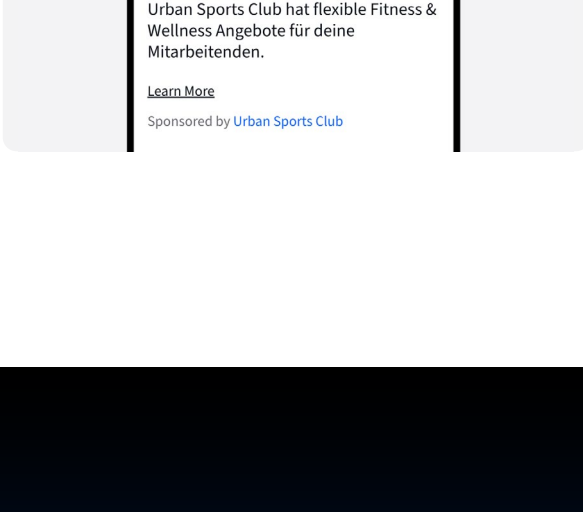 Urban Sports Club hat flexible Fitness &
Wellness Angebote für deine
Mitarbeitenden.
Learn More
Sponsored by Urban Sports Club